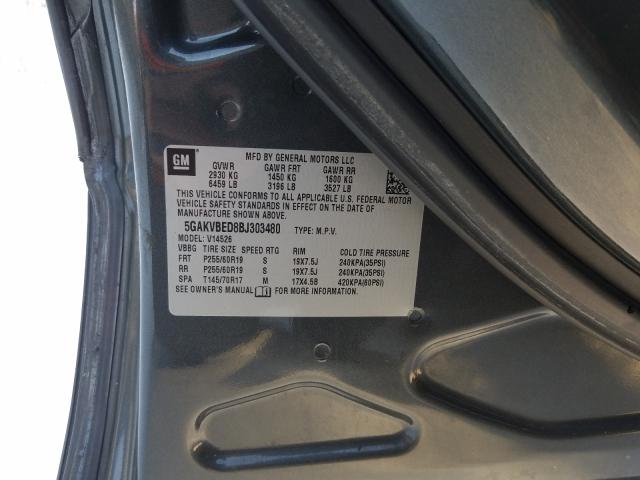 GM
MFD BY GENERAL MOTORS LLC
GVWR GAWR FRT GAWR RR
2930 KG 1450 KG 1600 KG
6459 LB 3196 LB 3527 LB
THIS VEHICLE CONFORMS TO ALL APPLICABLE U.S. FEDERAL MOTOR
VEHICLE SAFETY STANDARDS IN EFFECT ON THE DATE OF
MANUFACTURE SHOWN ABOVE.
5GAKVBED8BJ303480 TYPE: M.P.V.
MODEL: V14526
VBBG TIRE SIZE SPEED RTG RIM COLD TIRE PRESSURE
FRT P255/60R19 S 19X7.5J 240KPA(35PSI)
RR P255/60R19 S 19X7.5J 240KPA(35PSI)
SPA T145/70R17 M 17X4.5B 420KPA(60PSI)
SEE OWNER'S MANUAL FOR MORE INFORMATION.